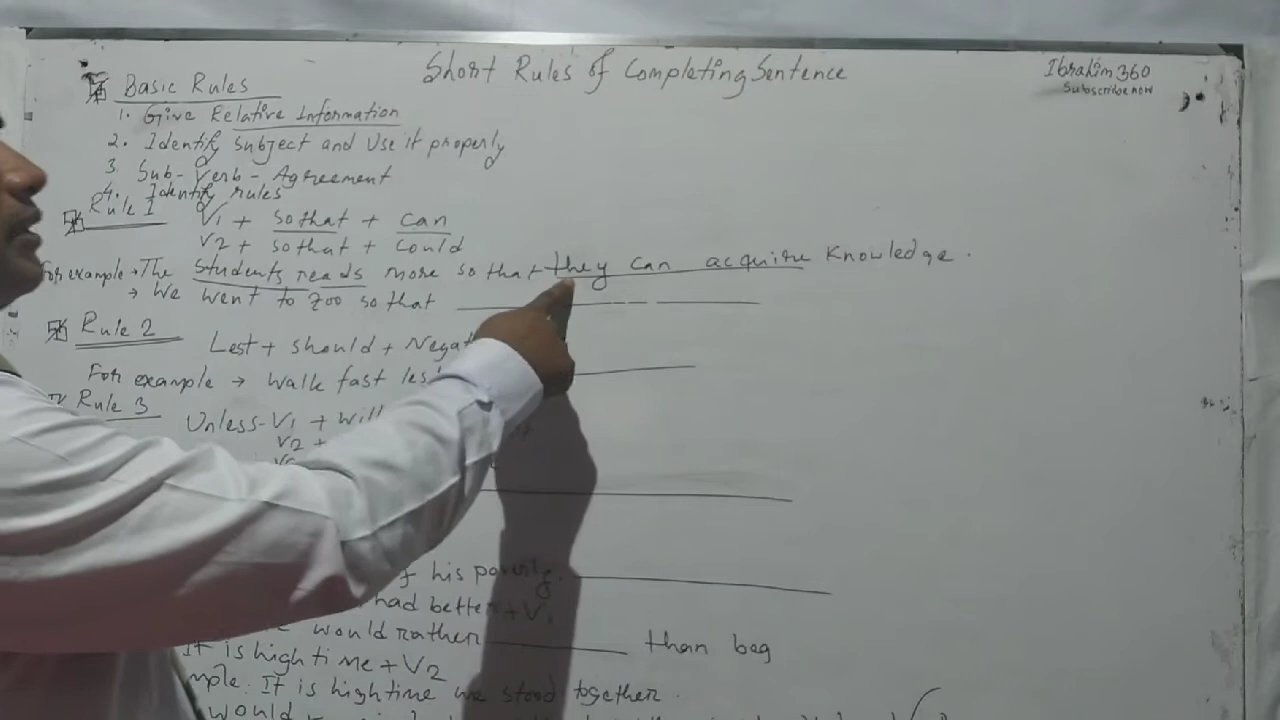 Short Rules of Completing Sentence
Ibrahim 360
Subscribe now
Basic Rules
1. Give Relative Information
2. Identify Subject and Use it properly
3. Sub-Verb-Agreement
4. Identify rules
Rule 1
V1 + so that + can
V2 + so that + Could
For example → The Students reads more so that they can acquire Knowledge.
→ We went to zoo so that
Rule 2
Lest + should + Negat
For example → Walk fast les
Rule 3
Unless - V1 + Will
V2 +
his poverty.
had better + V1
would rather than beg
It is high time + V2
mple: It is high time we stood together.
would